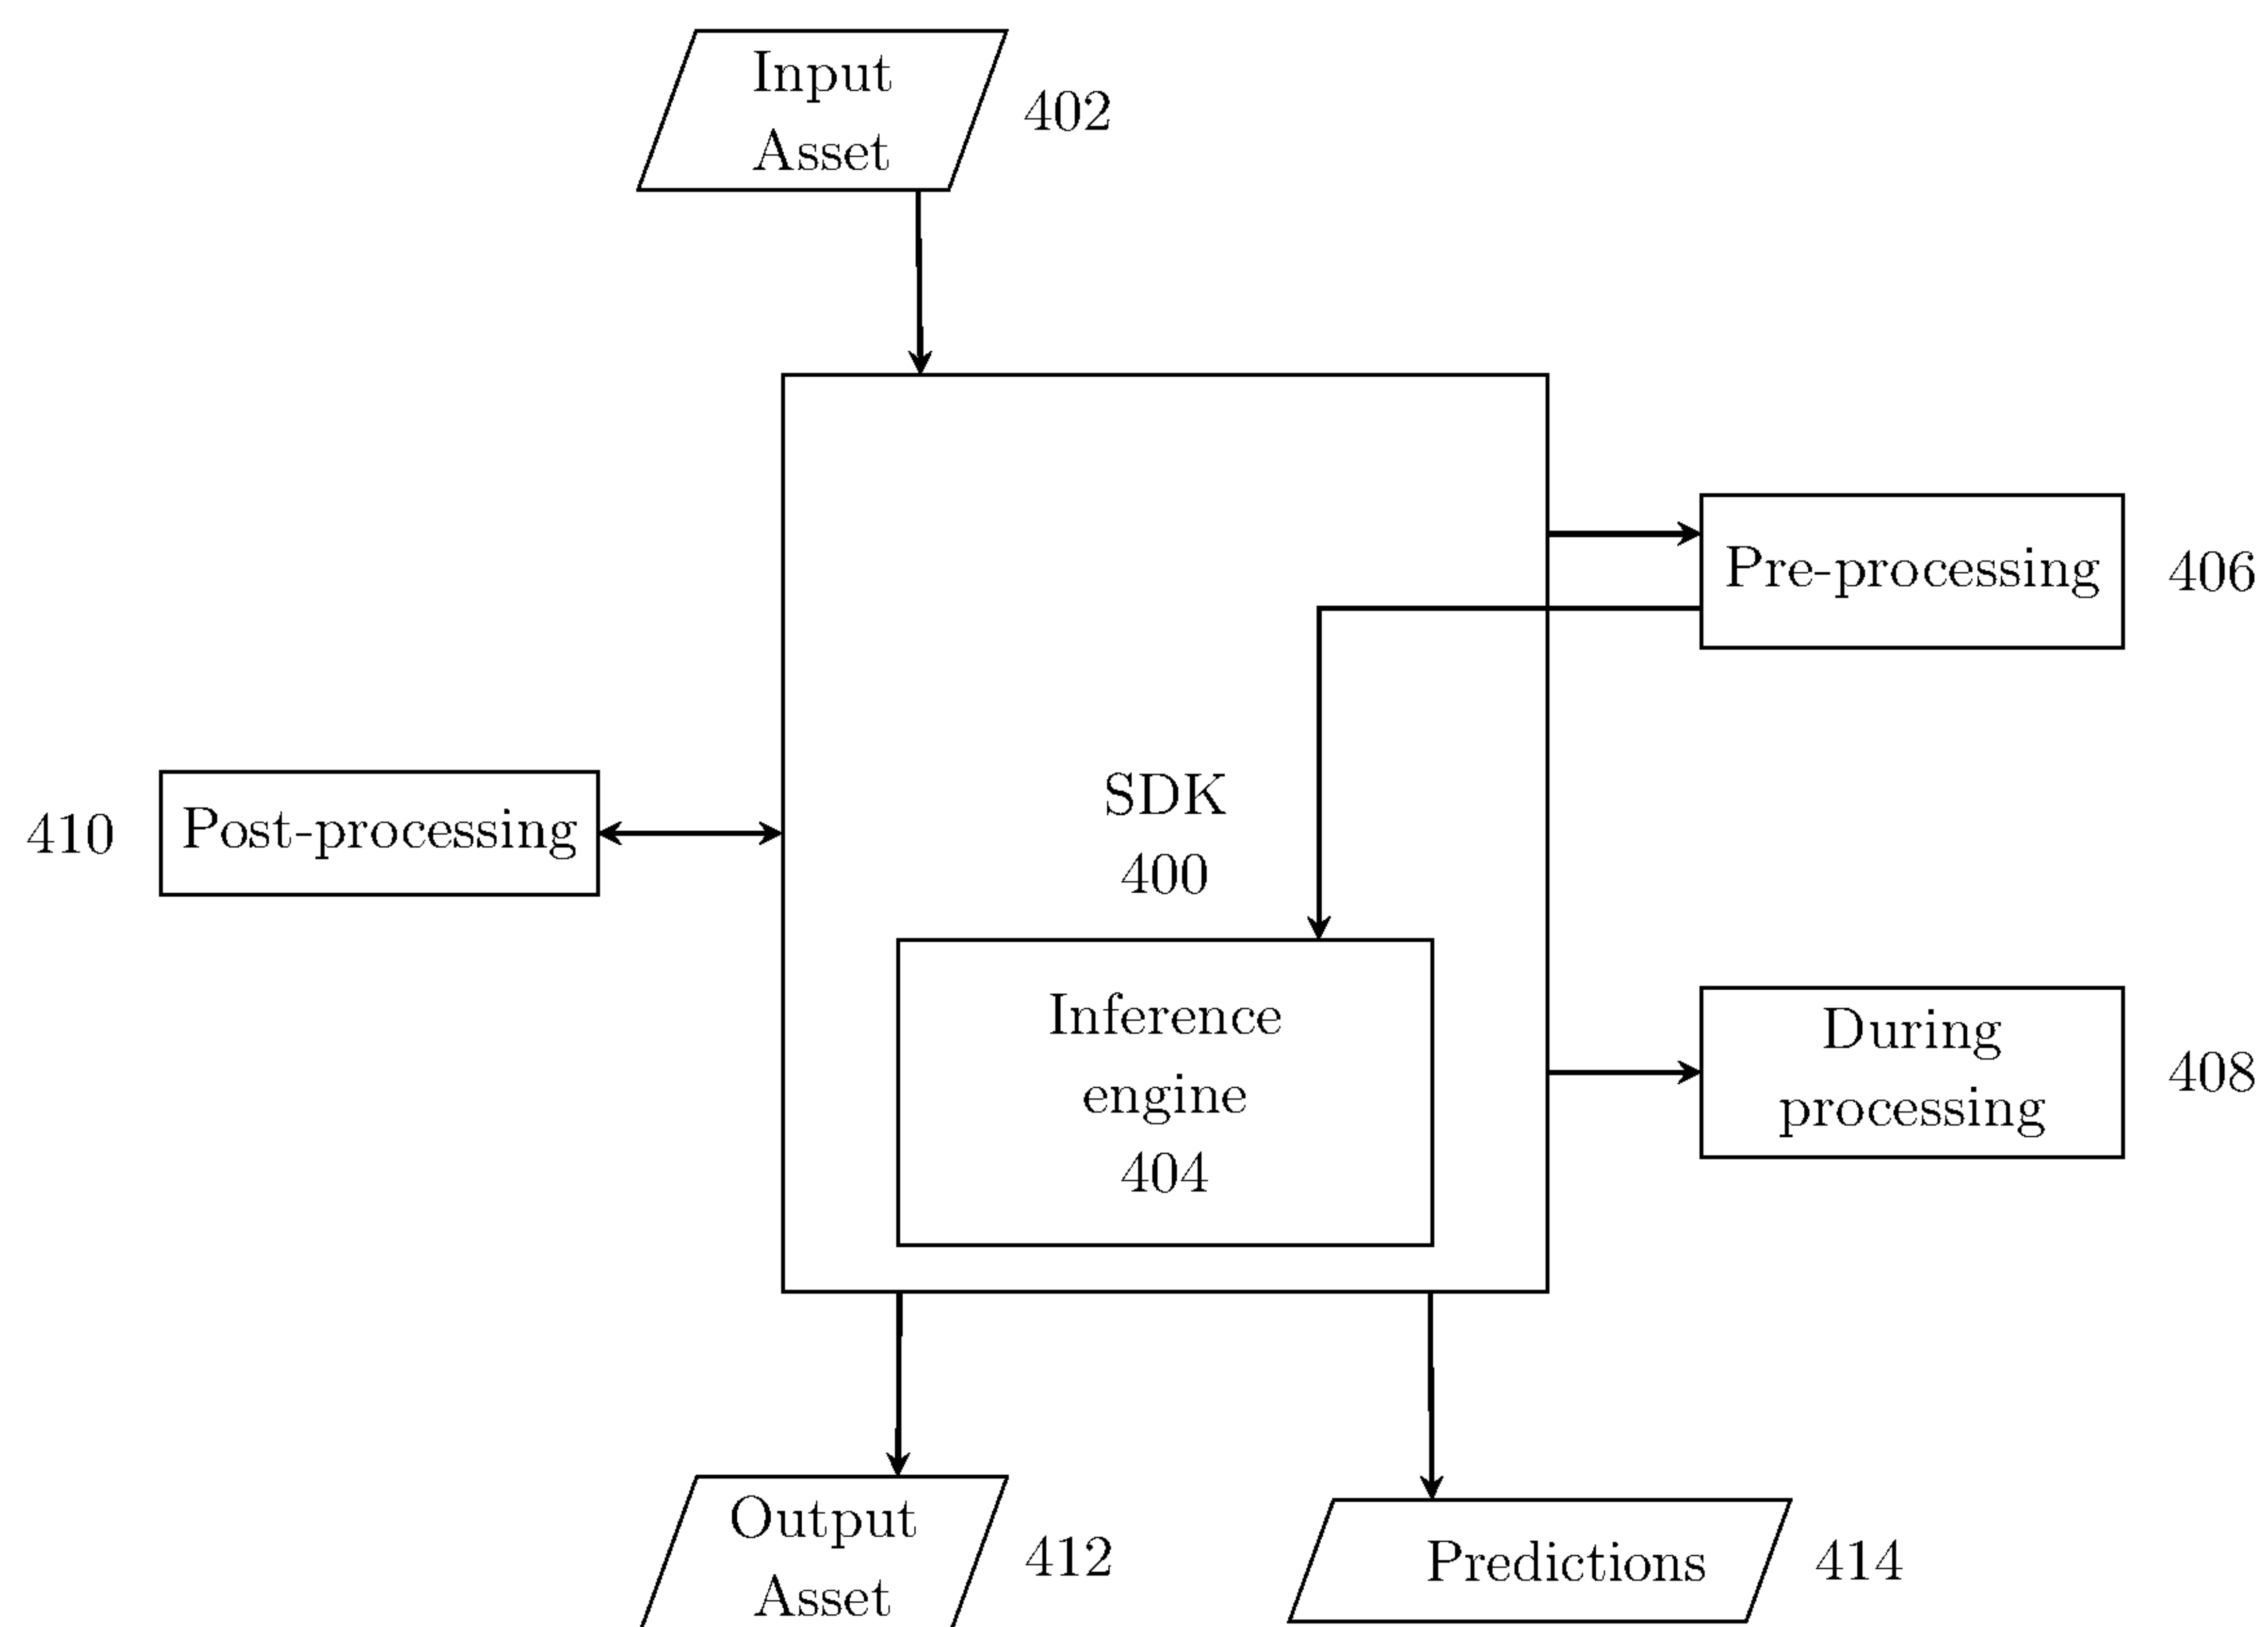 Input
Asset
402
Pre-processing
406
SDK
400
410
Post-processing
Inference
engine
404
During
processing
408
Output
Asset
412
Predictions
414